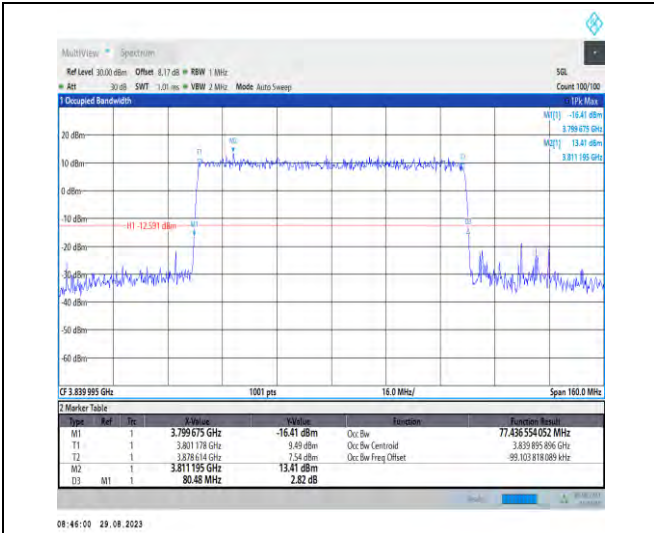 MultiView Spectrum
Ref Level 30.00 dBm Offset 8.17 dB RBW 1 MHz SGL
Att 30 dB SWT 1.01 ms VBW 2 MHz Mode Auto Sweep Count 100/100
1 Occupied Bandwidth 1Pk Max
M1[1] -16.41 dBm
3.799 675 GHz
M2[1] 13.41 dBm
3.811 195 GHz
20 dBm
M2
T1
10 dBm
0 dBm
-10 dBm
H1 -12.591 dBm
M1
D3
-20 dBm
-30 dBm
-40 dBm
-50 dBm
-60 dBm
CF 3.839 995 GHz 1001 pts 16.0 MHz/ Span 160.0 MHz
2 Marker Table
Type Ref Trc X-Value Y-Value Function Function Result
M1 1 3.799 675 GHz -16.41 dBm Occ Bw 77.436 554 052 MHz
T1 1 3.801 178 GHz 9.49 dBm Occ Bw Centroid 3.839 895 896 GHz
T2 1 3.878 614 GHz 7.54 dBm Occ Bw Freq Offset -99.103 818 089 kHz
M2 1 3.811 195 GHz 13.41 dBm
D3 M1 1 80.48 MHz 2.82 dB
08:46:00 29.08.2023